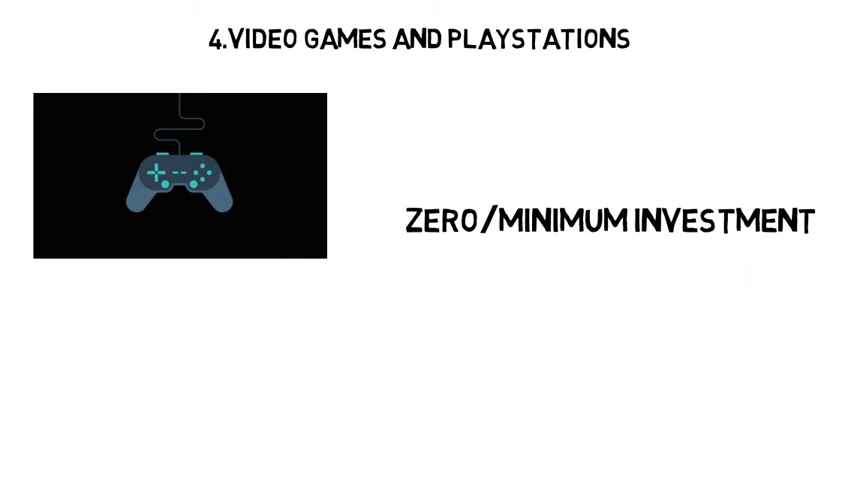 4.VIDEO GAMES AND PLAYSTATIONS
ZERO/MINIMUM INVESTMENT